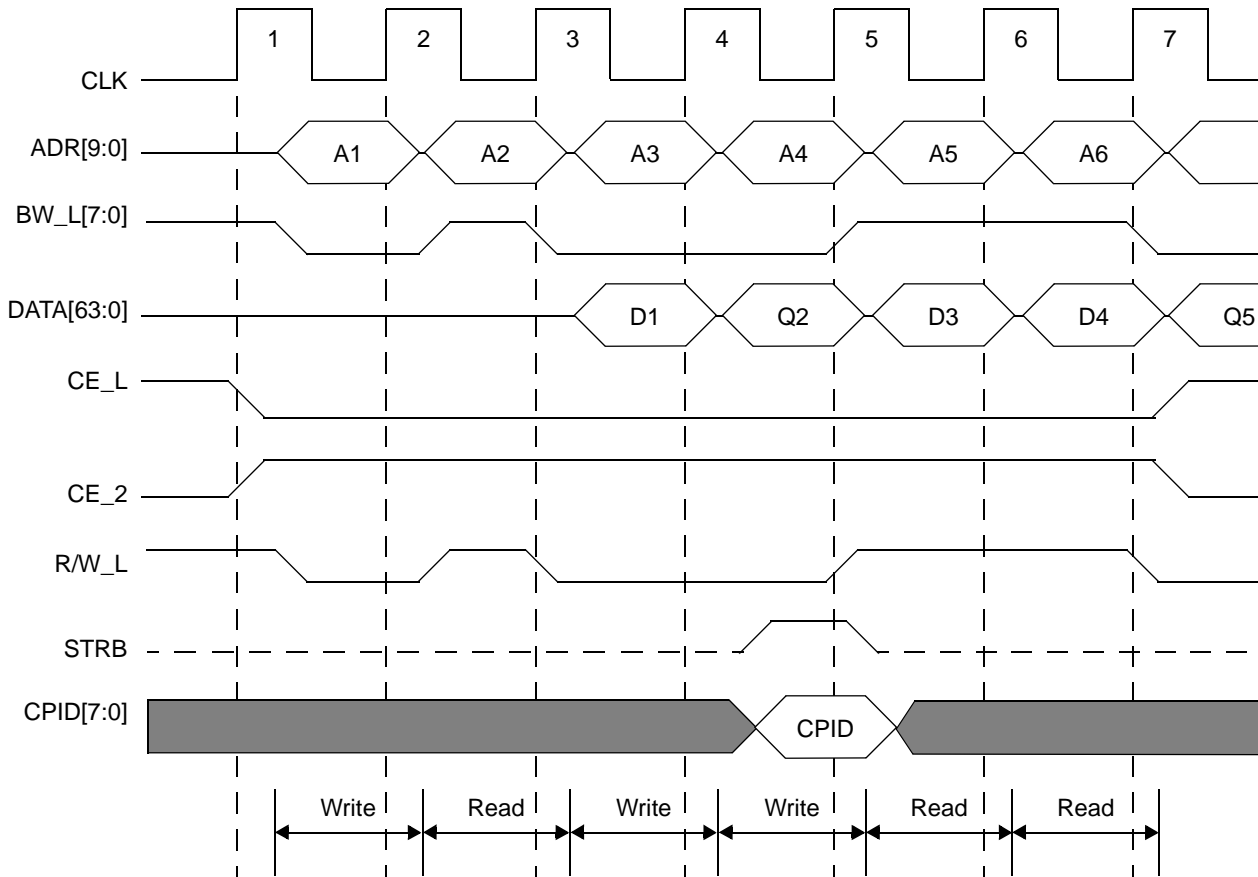 1 2 3 4 5 6 7
CLK
ADR[9:0] A1 A2 A3 A4 A5 A6
BW_L[7:0]
DATA[63:0] D1 Q2 D3 D4 Q5
CE_L
CE_2
R/W_L
STRB
CPID[7:0] CPID
Write Read Write Write Read Read